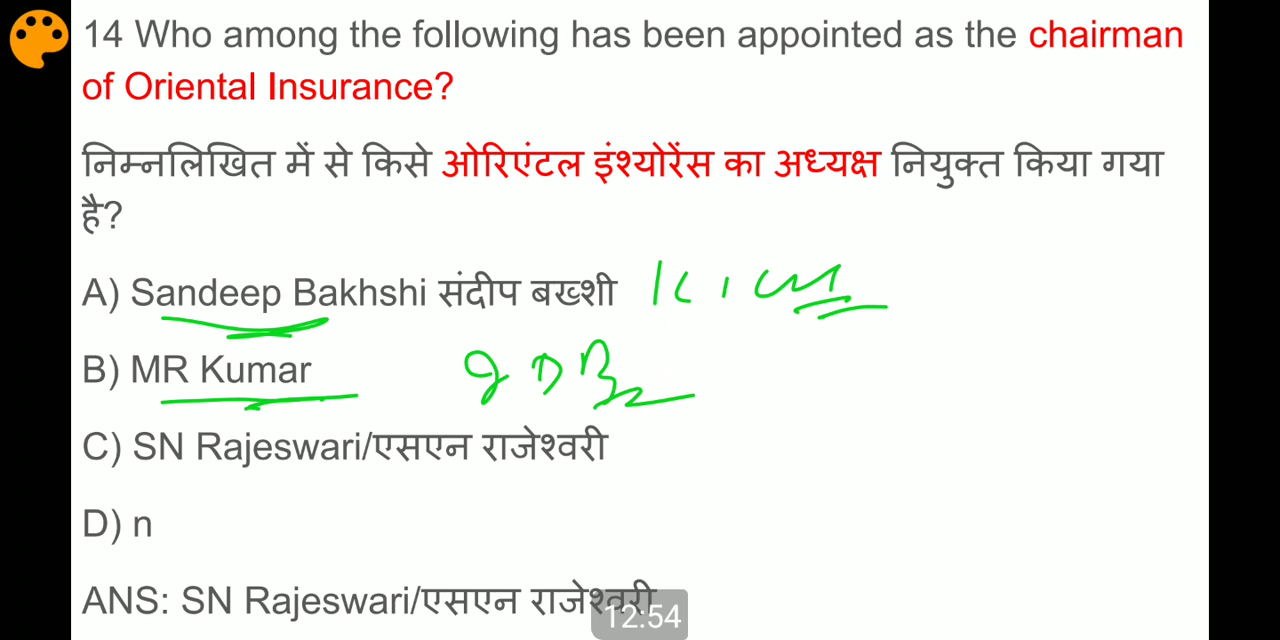 14 Who among the following has been appointed as the chairman
of Oriental Insurance?
निम्नलिखित में से किसे ओरिएंटल इंश्योरेंस का अध्यक्ष नियुक्त किया गया
है?
A) Sandeep Bakhshi संदीप बख्शी
B) MR Kumar
C) SN Rajeswari/एसएन राजेश्वरी
D) n
ANS: SN Rajeswari/एसएन राजेश्वरी
12:54